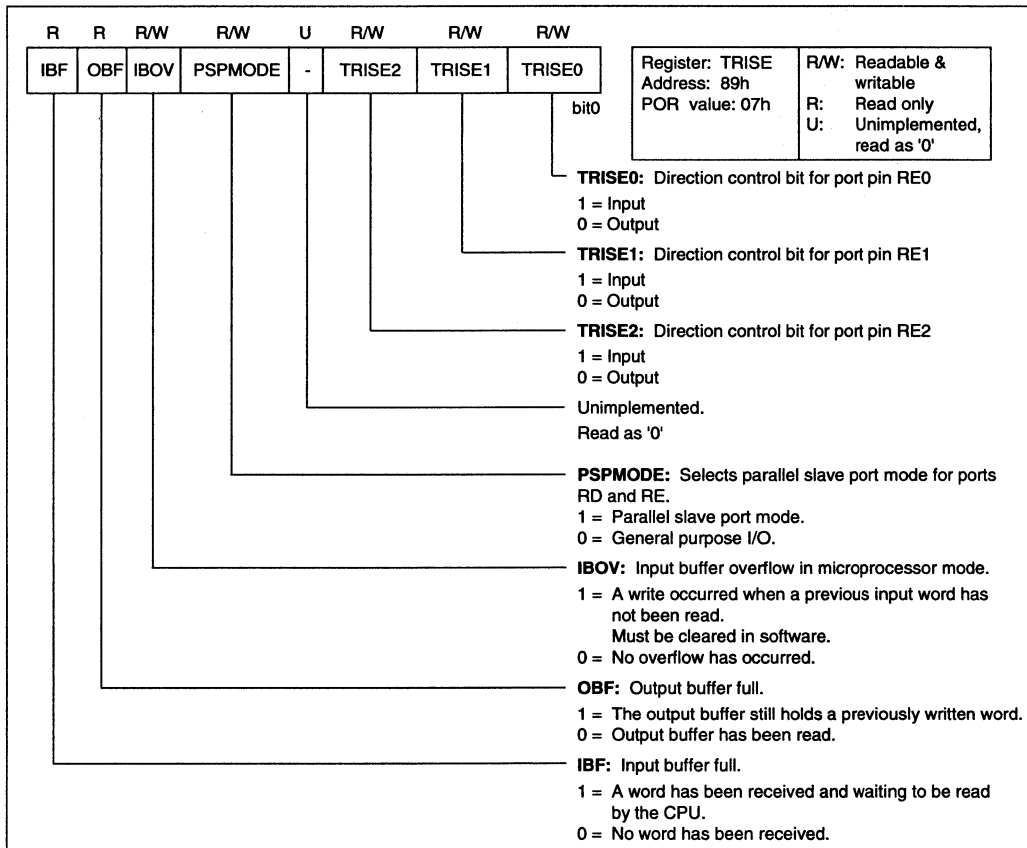 R R R/W R/W U R/W R/W R/W
IBF OBF IBOV PSPMODE - TRISE2 TRISE1 TRISE0
bit0
Register: TRISE
Address: 89h
POR value: 07h
R/W: Readable &
writable
R: Read only
U: Unimplemented,
read as '0'
TRISE0: Direction control bit for port pin RE0
1 = Input
0 = Output
TRISE1: Direction control bit for port pin RE1
1 = Input
0 = Output
TRISE2: Direction control bit for port pin RE2
1 = Input
0 = Output
Unimplemented.
Read as '0'
PSPMODE: Selects parallel slave port mode for ports
RD and RE.
1 = Parallel slave port mode.
0 = General purpose I/O.
IBOV: Input buffer overflow in microprocessor mode.
1 = A write occurred when a previous input word has
not been read.
Must be cleared in software.
0 = No overflow has occurred.
OBF: Output buffer full.
1 = The output buffer still holds a previously written word.
0 = Output buffer has been read.
IBF: Input buffer full.
1 = A word has been received and waiting to be read
by the CPU.
0 = No word has been received.